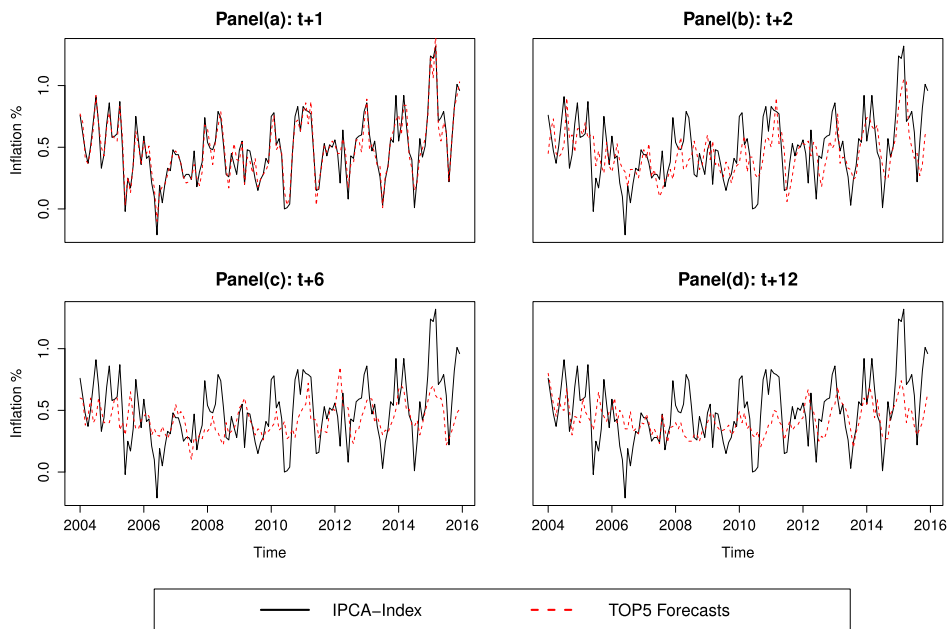 Panel(a): t+1
Panel(b): t+2
Inflation %
0.0
0.5
1.0
Panel(c): t+6
Panel(d): t+12
Inflation %
0.0
0.5
1.0
2004 2006 2008 2010 2012 2014 2016
2004 2006 2008 2010 2012 2014 2016
Time
Time
IPCA−Index
TOP5 Forecasts